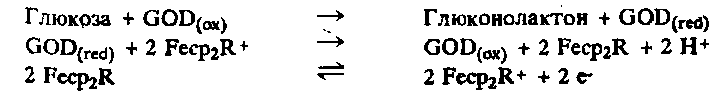 Глюкоза + GOD(ox) → Глюконолактон + GOD(red)
GOD(red) + 2 Fecp₂R⁺ → GOD(ox) + 2 Fecp₂R + 2 H⁺
2 Fecp₂R ⇌ 2 Fecp₂R⁺ + 2 e⁻